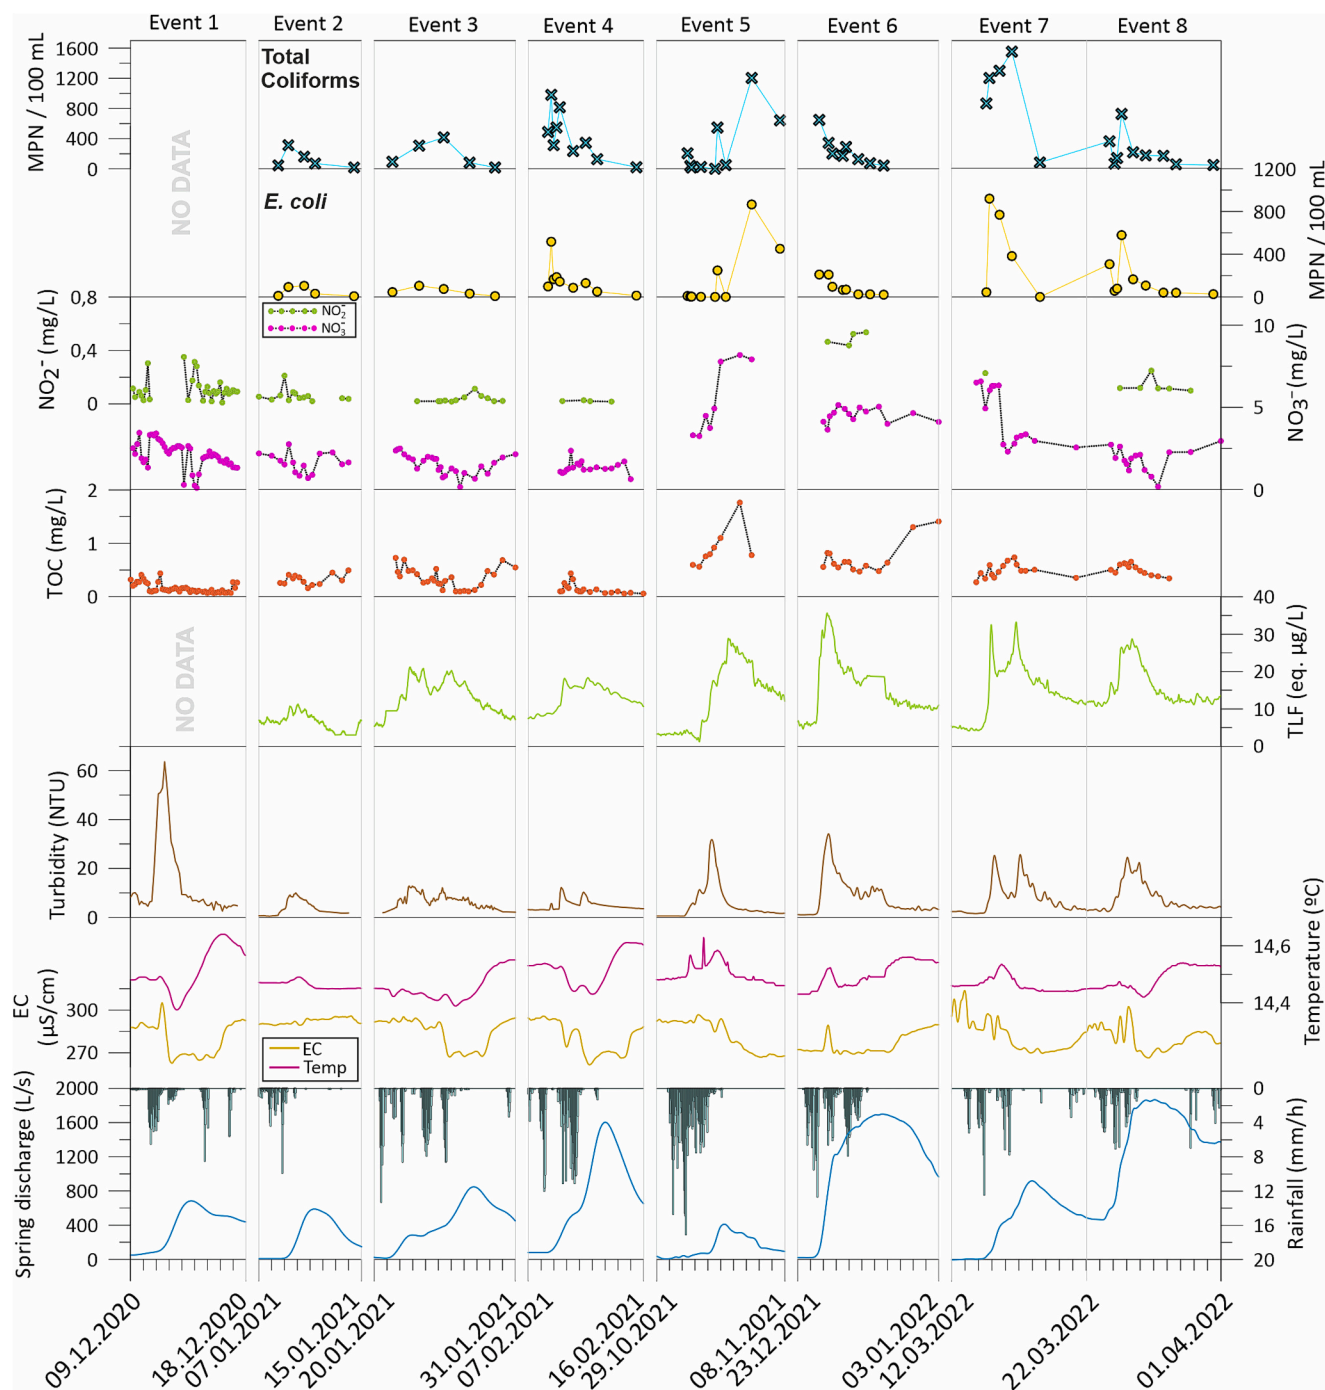 Event 1 Event 2 Event 3 Event 4 Event 5 Event 6 Event 7 Event 8
MPN / 100 mL
1600
1200
800
400
0
Total
Coliforms
NO DATA
E. coli
1200
800
400
0
MPN / 100 mL
NO₂⁻ (mg/L)
0,8
0,4
0
NO₂⁻
NO₃⁻
10
5
0
NO₃⁻ (mg/L)
TOC (mg/L)
2
1
0
NO DATA
40
30
20
10
0
TLF (eq. µg/L)
Turbidity (NTU)
60
40
20
0
14,6
14,4
Temperature (ºC)
EC
(µS/cm)
300
270
EC
Temp
Spring discharge (L/s)
2000
1600
1200
800
400
0
0
4
8
12
16
20
Rainfall (mm/h)
09.12.2020
18.12.2020
07.01.2021
15.01.2021
20.01.2021
31.01.2021
07.02.2021
16.02.2021
29.10.2021
08.11.2021
23.12.2021
03.01.2022
12.03.2022
22.03.2022
01.04.2022